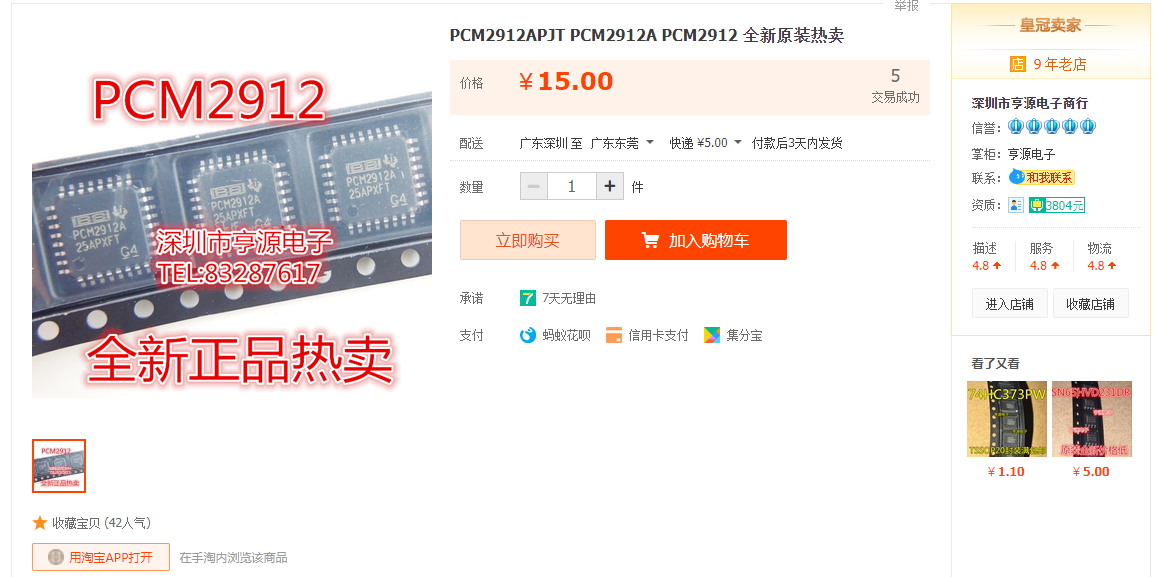 举报
PCM2912APJT PCM2912A PCM2912 全新原装热卖
价格
¥ 15.00
5
交易成功
配送
广东深圳 至 广东东莞 快递 ¥5.00 付款后3天内发货
数量
1
件
立即购买
加入购物车
承诺
7 7天无理由
支付
蚂蚁花呗
信用卡支付
集分宝
PCM2912
PCM2912A
25APXFT
G4
PCM2912A
25APXFT
PCM2912A
25APXFT
G4
深圳市亨源电子
TEL:83287617
全新正品热卖
PCM2912
全新正品热卖
收藏宝贝 (42人气)
用淘宝APP打开
在手淘内浏览该商品
皇冠卖家
店 9 年老店
深圳市亨源电子商行
信誉:
掌柜: 亨源电子
联系: 和我联系
资质: 3804元
描述
服务
物流
4.8
4.8
4.8
进入店铺
收藏店铺
看了又看
74HC373PW
TSSOP20封装
SN65HVD231DR
原装全新价格低
¥ 1.10
¥ 5.00